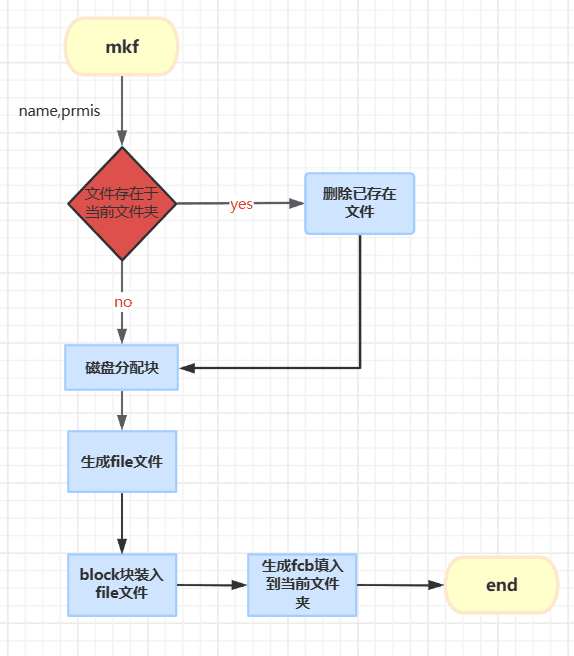 mkf
name,prmis
文件存在于
当前文件夹
yes
删除已存在
文件
no
磁盘分配块
生成file文件
block块装入
file文件
生成fcb填入
到当前文件
夹
end